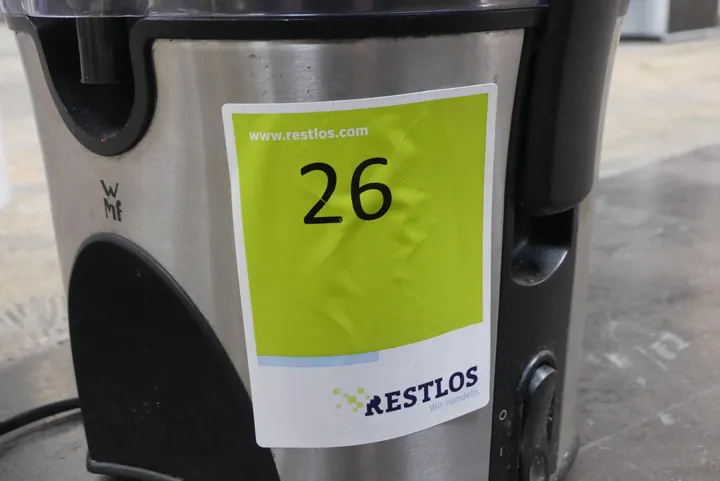 www.restlos.com
26
WMF
RESTLOS
Wir handeln.
O
I